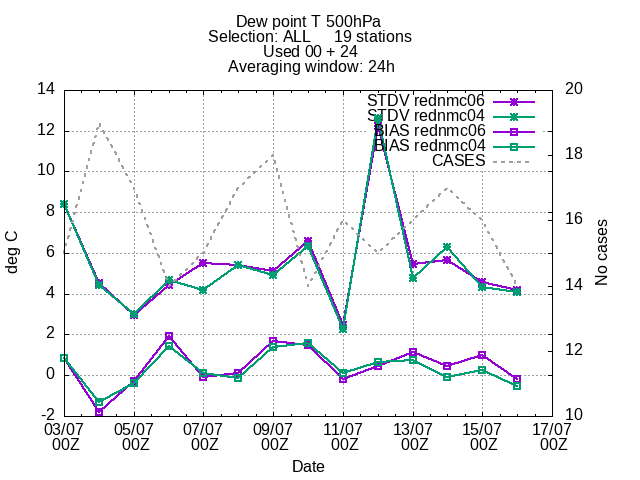 Dew point T 500hPa
Selection: ALL 19 stations
Used 00 + 24
Averaging window: 24h
14 20
STDV rednmc06
STDV rednmc04
12
BIAS rednmc06
BIAS rednmc04
18
CASES
10
8
16
6
deg C
No cases
4
14
2
12
0
-2 10
03/07 05/07 07/07 09/07 11/07 13/07 15/07 17/07
00Z 00Z 00Z 00Z 00Z 00Z 00Z 00Z
Date